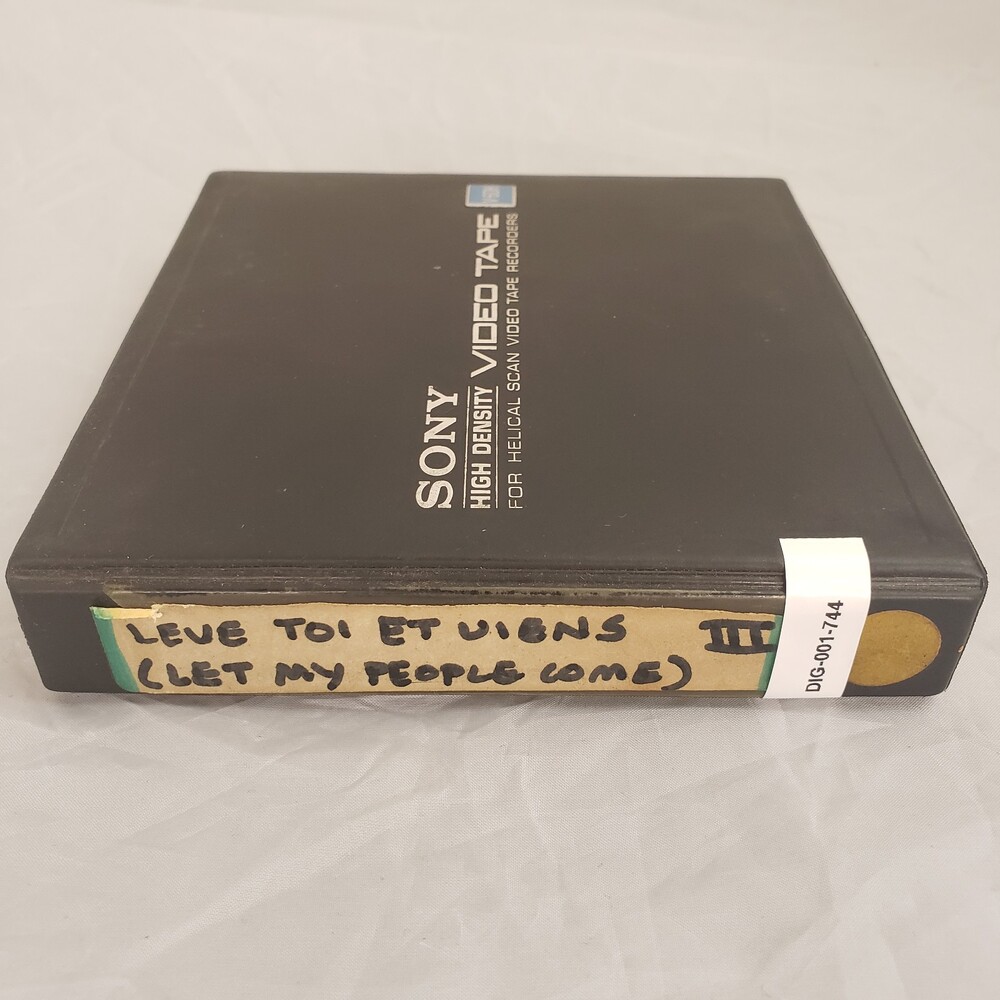 SONY
HIGH DENSITY VIDEO TAPE
FOR HELICAL SCAN VIDEO TAPE RECORDERS
LEVE TOI ET VIENS
(LET MY PEOPLE COME)
III
DIG-001-744